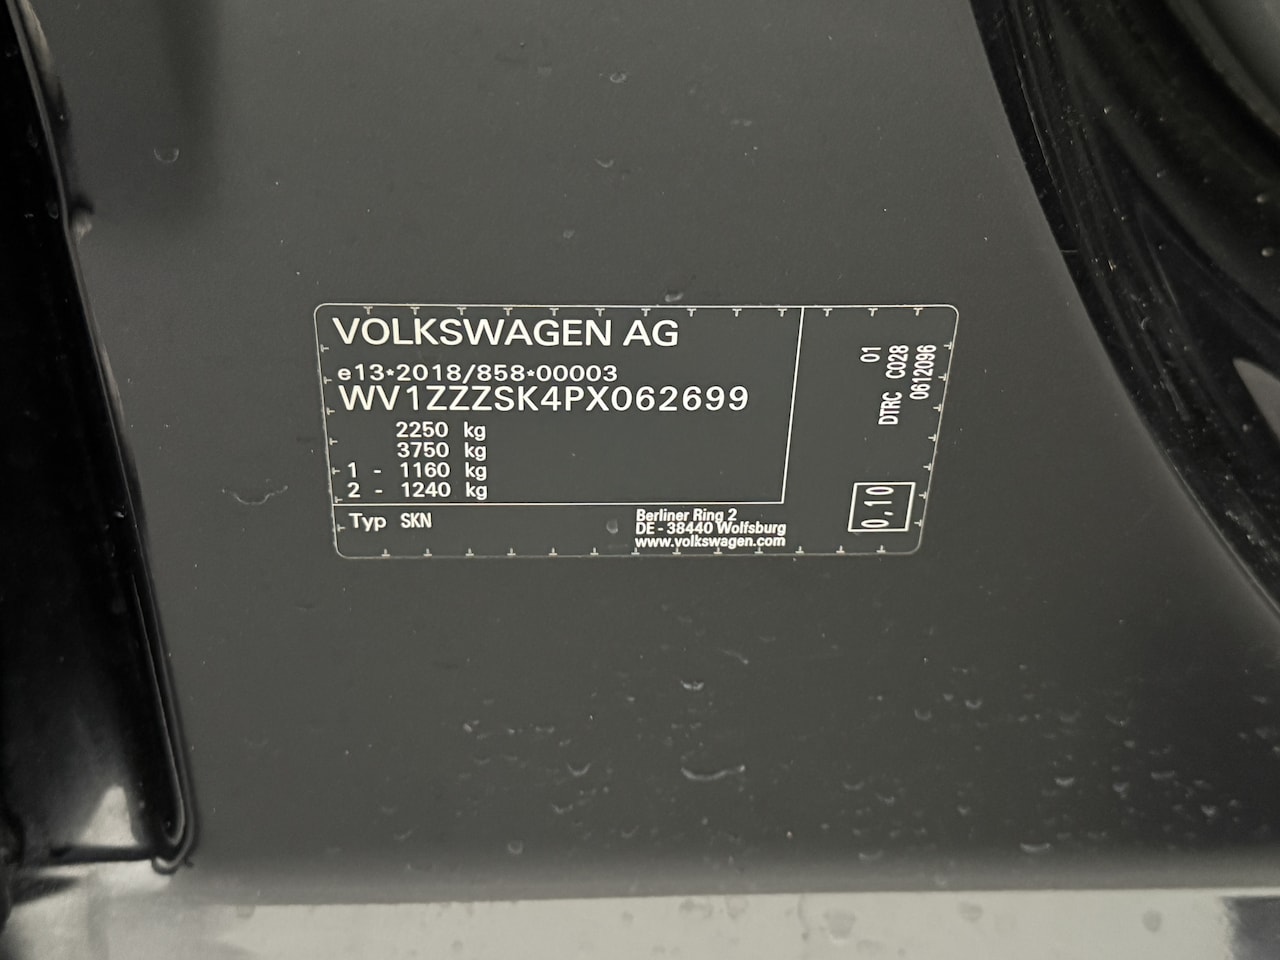 VOLKSWAGEN AG
e13*2018/858*00003
WV1ZZZSK4PX062699
2250 kg
3750 kg
1 - 1160 kg
2 - 1240 kg
Typ SKN
Berliner Ring 2
DE - 38440 Wolfsburg
www.volkswagen.com
01
DTRC C028
0612096
0,10